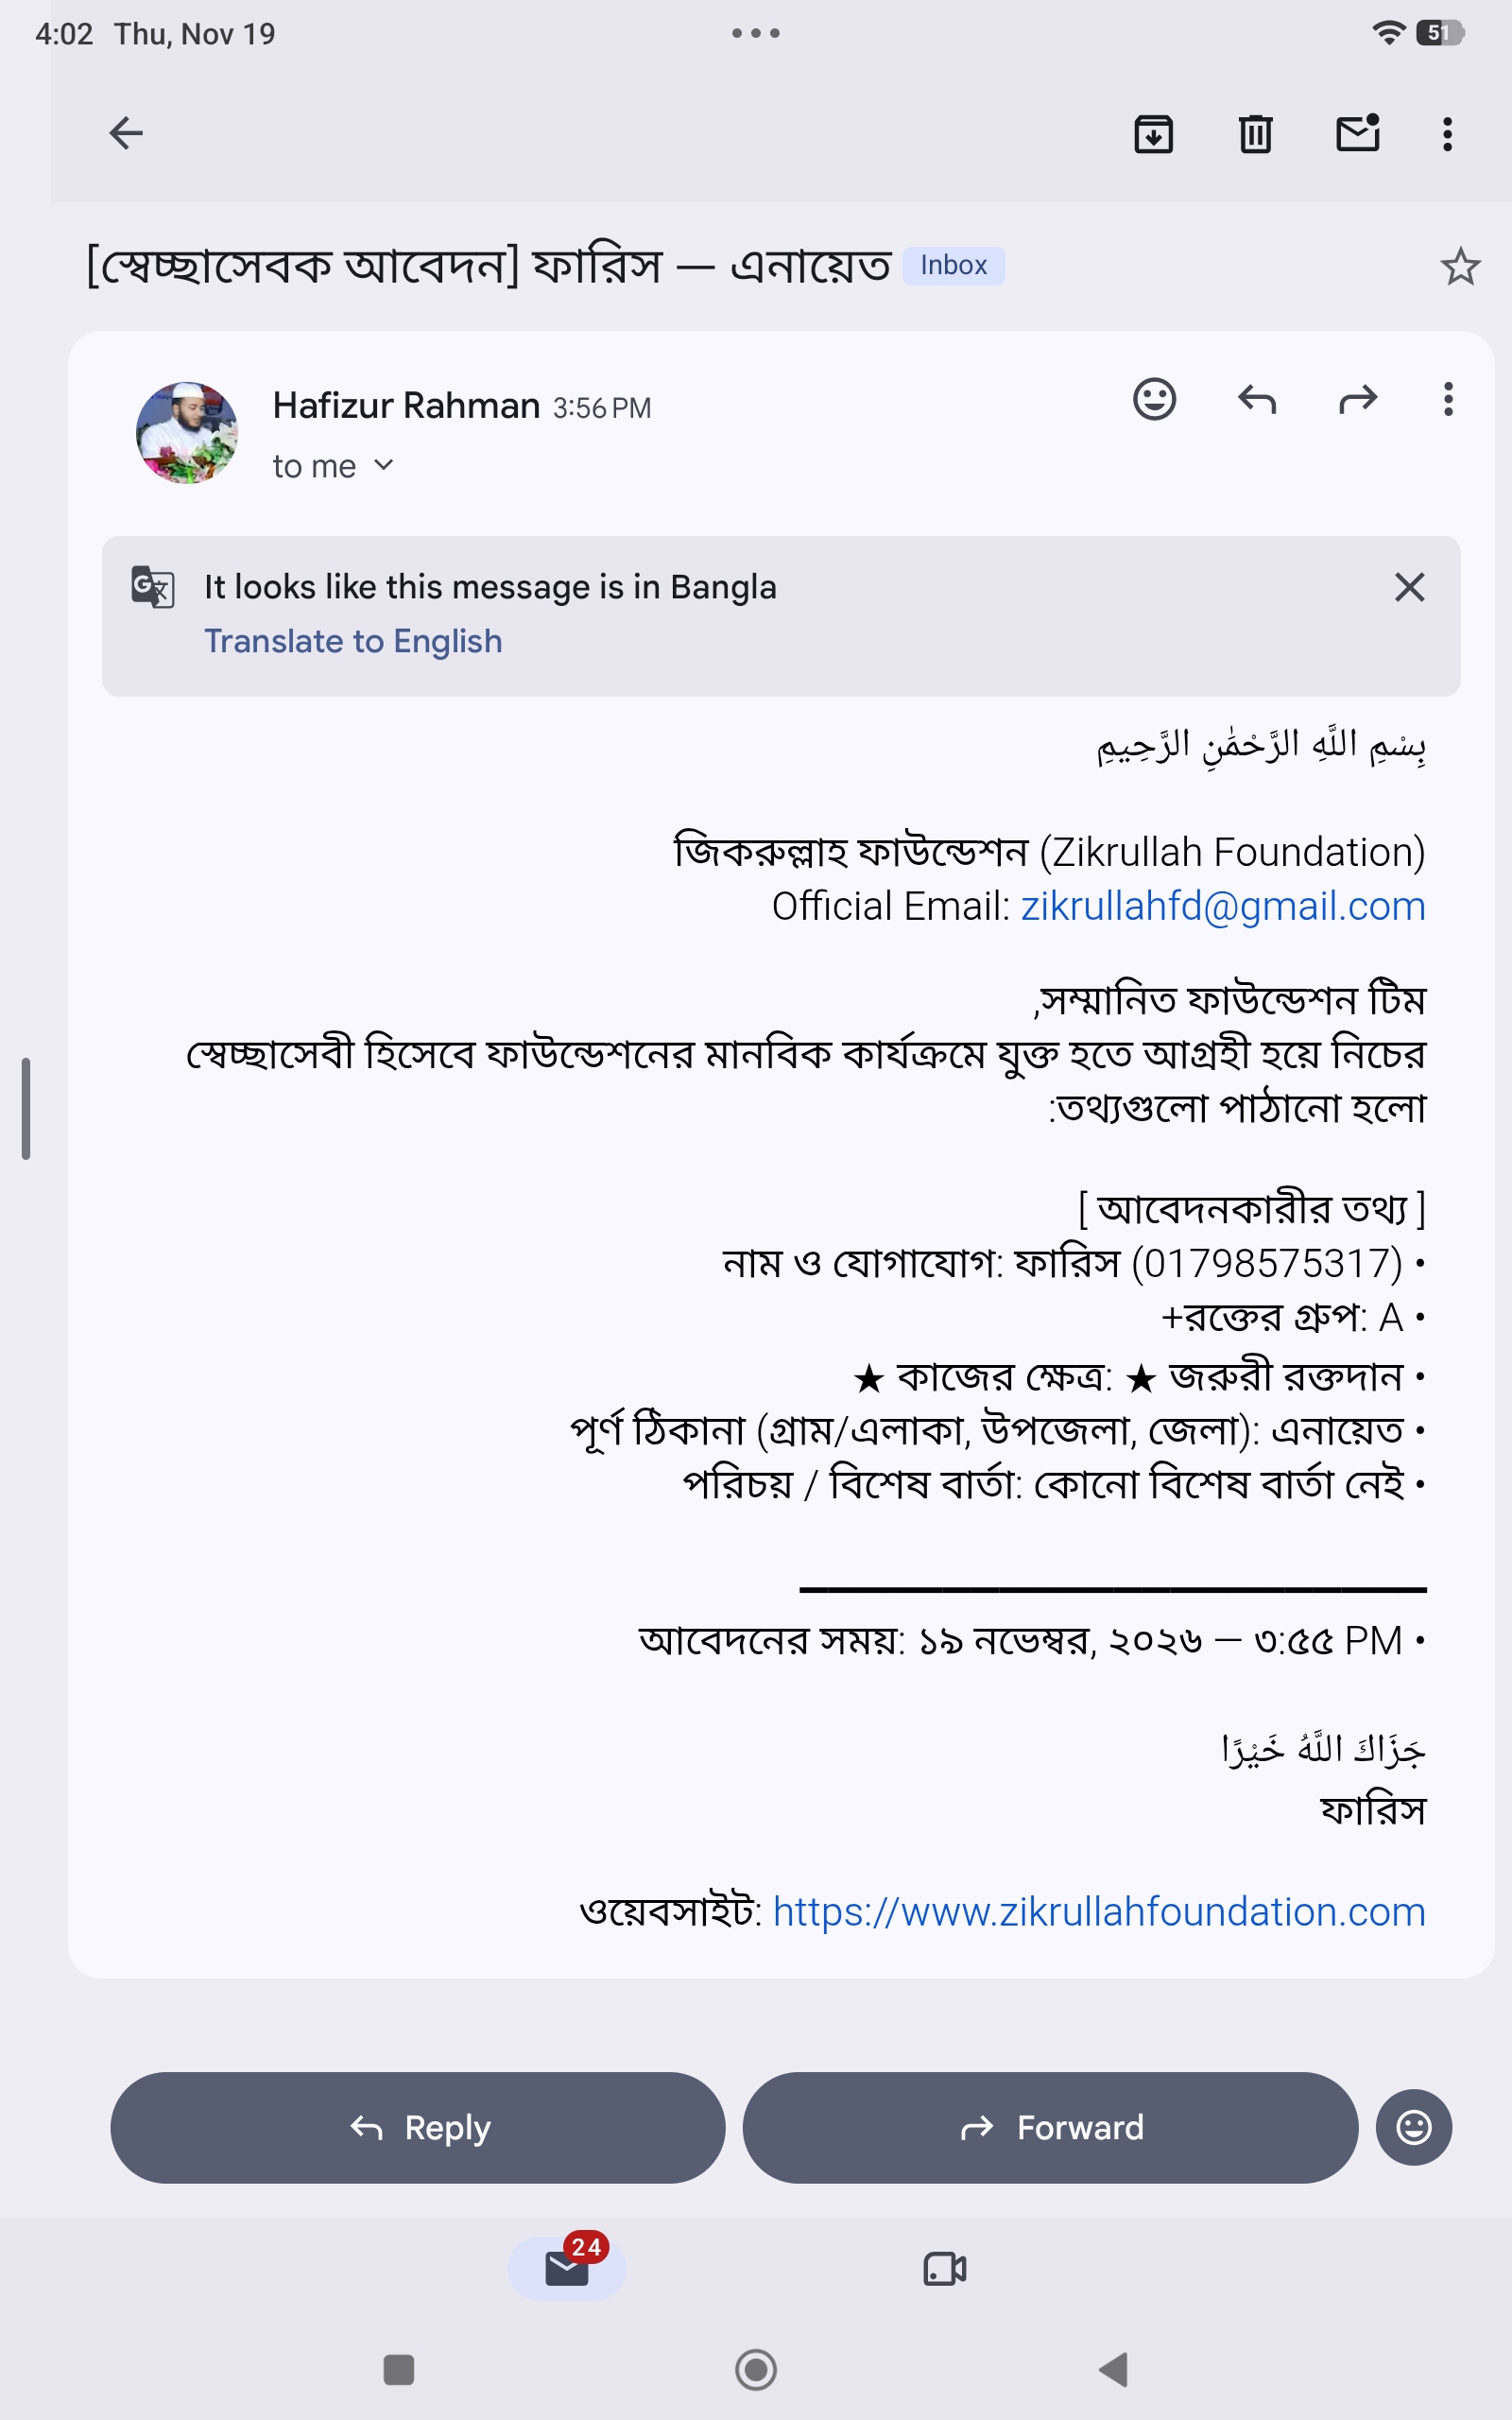 4:02 Thu, Nov 19
51
[স্বেচ্ছাসেবক আবেদন] ফারিস — এনায়েত Inbox
Hafizur Rahman 3:56 PM
to me
It looks like this message is in Bangla
Translate to English
بِسْمِ اللَّهِ الرَّحْمَٰنِ الرَّحِيمِ
জিকরুল্লাহ ফাউন্ডেশন (Zikrullah Foundation)
Official Email: zikrullahfd@gmail.com
সম্মানিত ফাউন্ডেশন টিম,
স্বেচ্ছাসেবী হিসেবে ফাউন্ডেশনের মানবিক কার্যক্রমে যুক্ত হতে আগ্রহী হয়ে নিচের
তথ্যগুলো পাঠানো হলো:
[ আবেদনকারীর তথ্য ]
• নাম ও যোগাযোগ: ফারিস (01798575317)
• রক্তের গ্রুপ: A+
• কাজের ক্ষেত্র: ★ জরুরী রক্তদান ★
• পূর্ণ ঠিকানা (গ্রাম/এলাকা, উপজেলা, জেলা): এনায়েত
• পরিচয় / বিশেষ বার্তা: কোনো বিশেষ বার্তা নেই
• আবেদনের সময়: ১৯ নভেম্বর, ২০২৬ — ৩:৫৫ PM
جَزَاكَ اللَّهُ خَيْرًا
ফারিস
ওয়েবসাইট: https://www.zikrullahfoundation.com
Reply
Forward
24